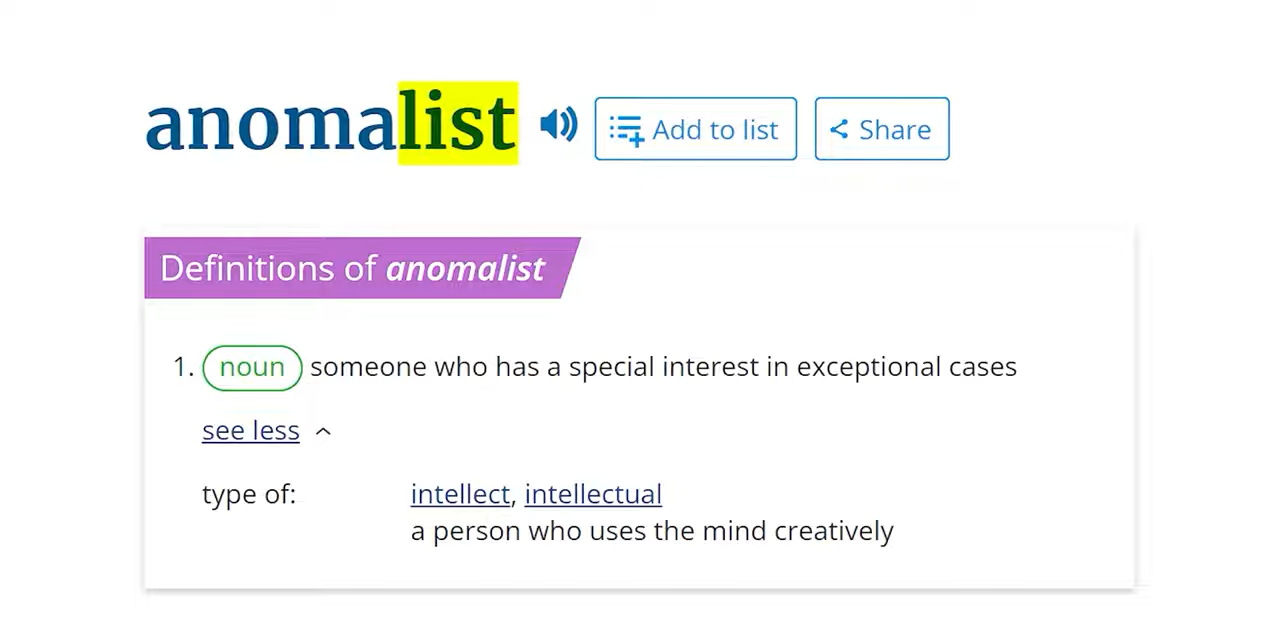 anomalist Add to list Share
Definitions of anomalist
1. noun someone who has a special interest in exceptional cases
see less
type of: intellect, intellectual
a person who uses the mind creatively